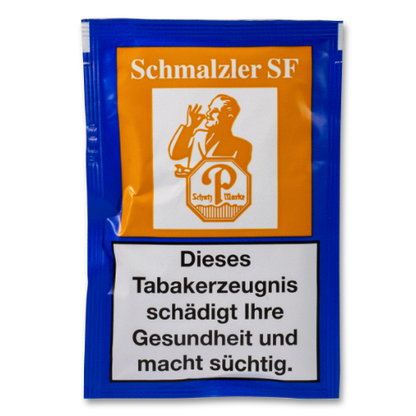 Schmalzler SF
P
Schutz Marke
Dieses
Tabakerzeugnis
schädigt Ihre
Gesundheit und
macht süchtig.